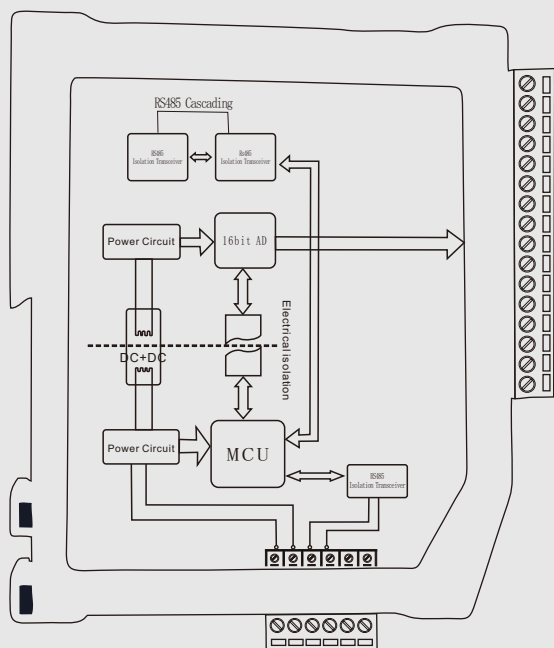 RS485 Cascading
RS485
Isolation Transceiver
Rs485
Isolation Transceiver
Power Circuit
16bit AD
Electrical isolation
DC+DC
Power Circuit
MCU
RS485
Isolation Transceiver